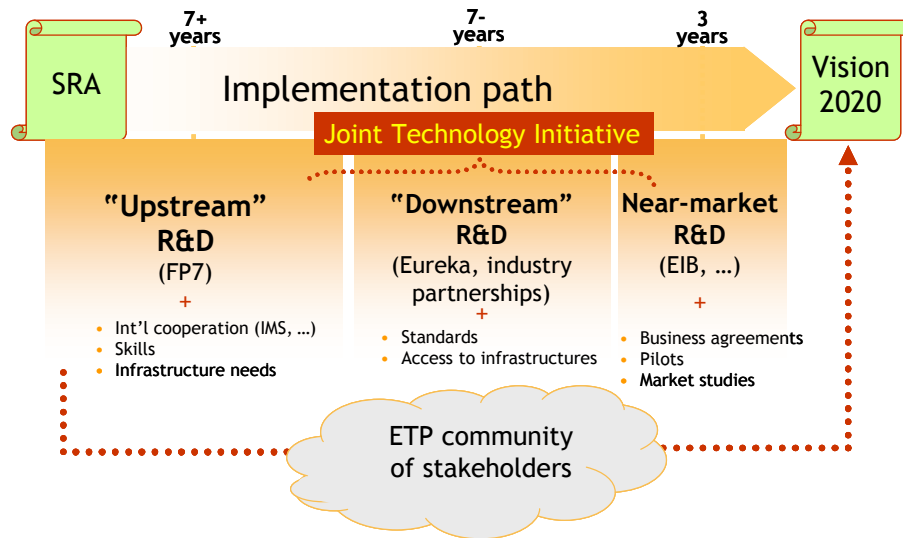 7+
years
7-
years
3
years
SRA
Implementation path
Vision
2020
Joint Technology Initiative
“Upstream”
R&D
(FP7)
+
• Int’l cooperation (IMS, …)
• Skills
• Infrastructure needs
“Downstream”
R&D
(Eureka, industry
partnerships)
+
• Standards
• Access to infrastructures
Near-market
R&D
(EIB, …)
+
• Business agreements
• Pilots
• Market studies
ETP community
of stakeholders